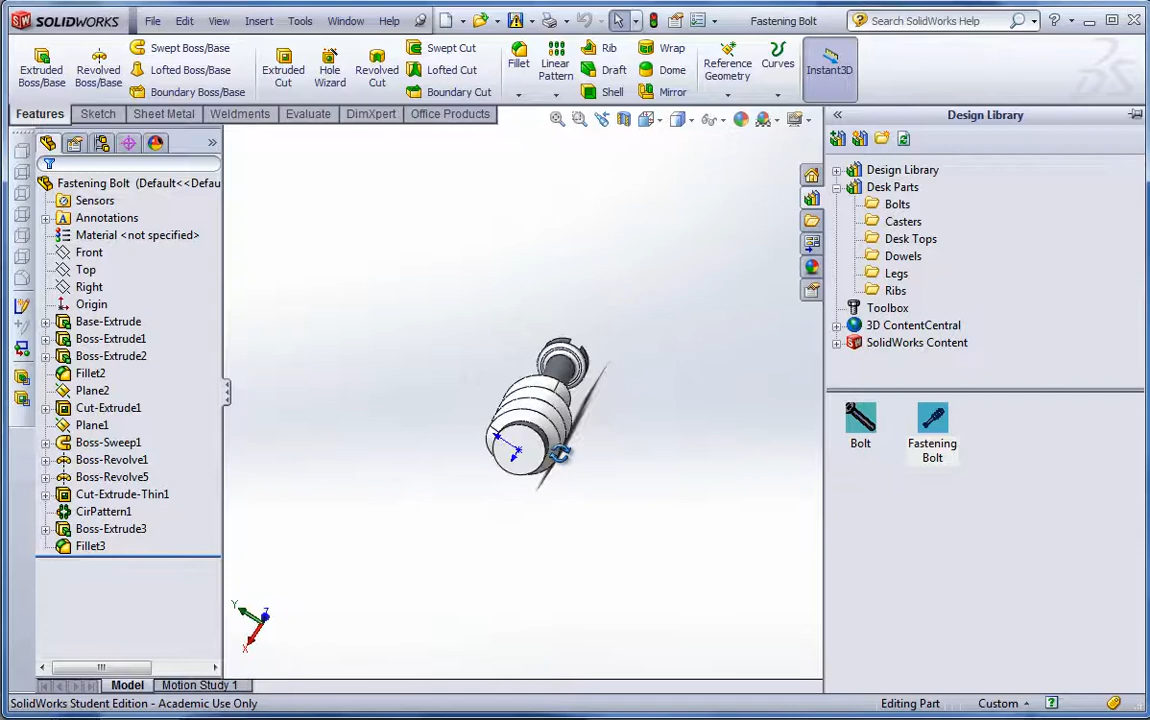 SOLIDWORKS File Edit View Insert Tools Window Help Fastening Bolt Search SolidWorks Help
Extruded Boss/Base
Revolved Boss/Base
Swept Boss/Base
Lofted Boss/Base
Boundary Boss/Base
Extruded Cut
Hole Wizard
Revolved Cut
Swept Cut
Lofted Cut
Boundary Cut
Fillet
Linear Pattern
Rib
Draft
Shell
Wrap
Dome
Mirror
Reference Geometry
Curves
Instant3D
Features Sketch Sheet Metal Weldments Evaluate DimXpert Office Products
Fastening Bolt (Default<<Defau
Sensors
Annotations
Material <not specified>
Front
Top
Right
Origin
Base-Extrude
Boss-Extrude1
Boss-Extrude2
Fillet2
Plane2
Cut-Extrude1
Plane1
Boss-Sweep1
Boss-Revolve1
Boss-Revolve5
Cut-Extrude-Thin1
CirPattern1
Boss-Extrude3
Fillet3
Y
Z
X
Design Library
Design Library
Desk Parts
Bolts
Casters
Desk Tops
Dowels
Legs
Ribs
Toolbox
3D ContentCentral
SolidWorks Content
Bolt
Fastening
Bolt
Model Motion Study 1
SolidWorks Student Edition - Academic Use Only Editing Part Custom